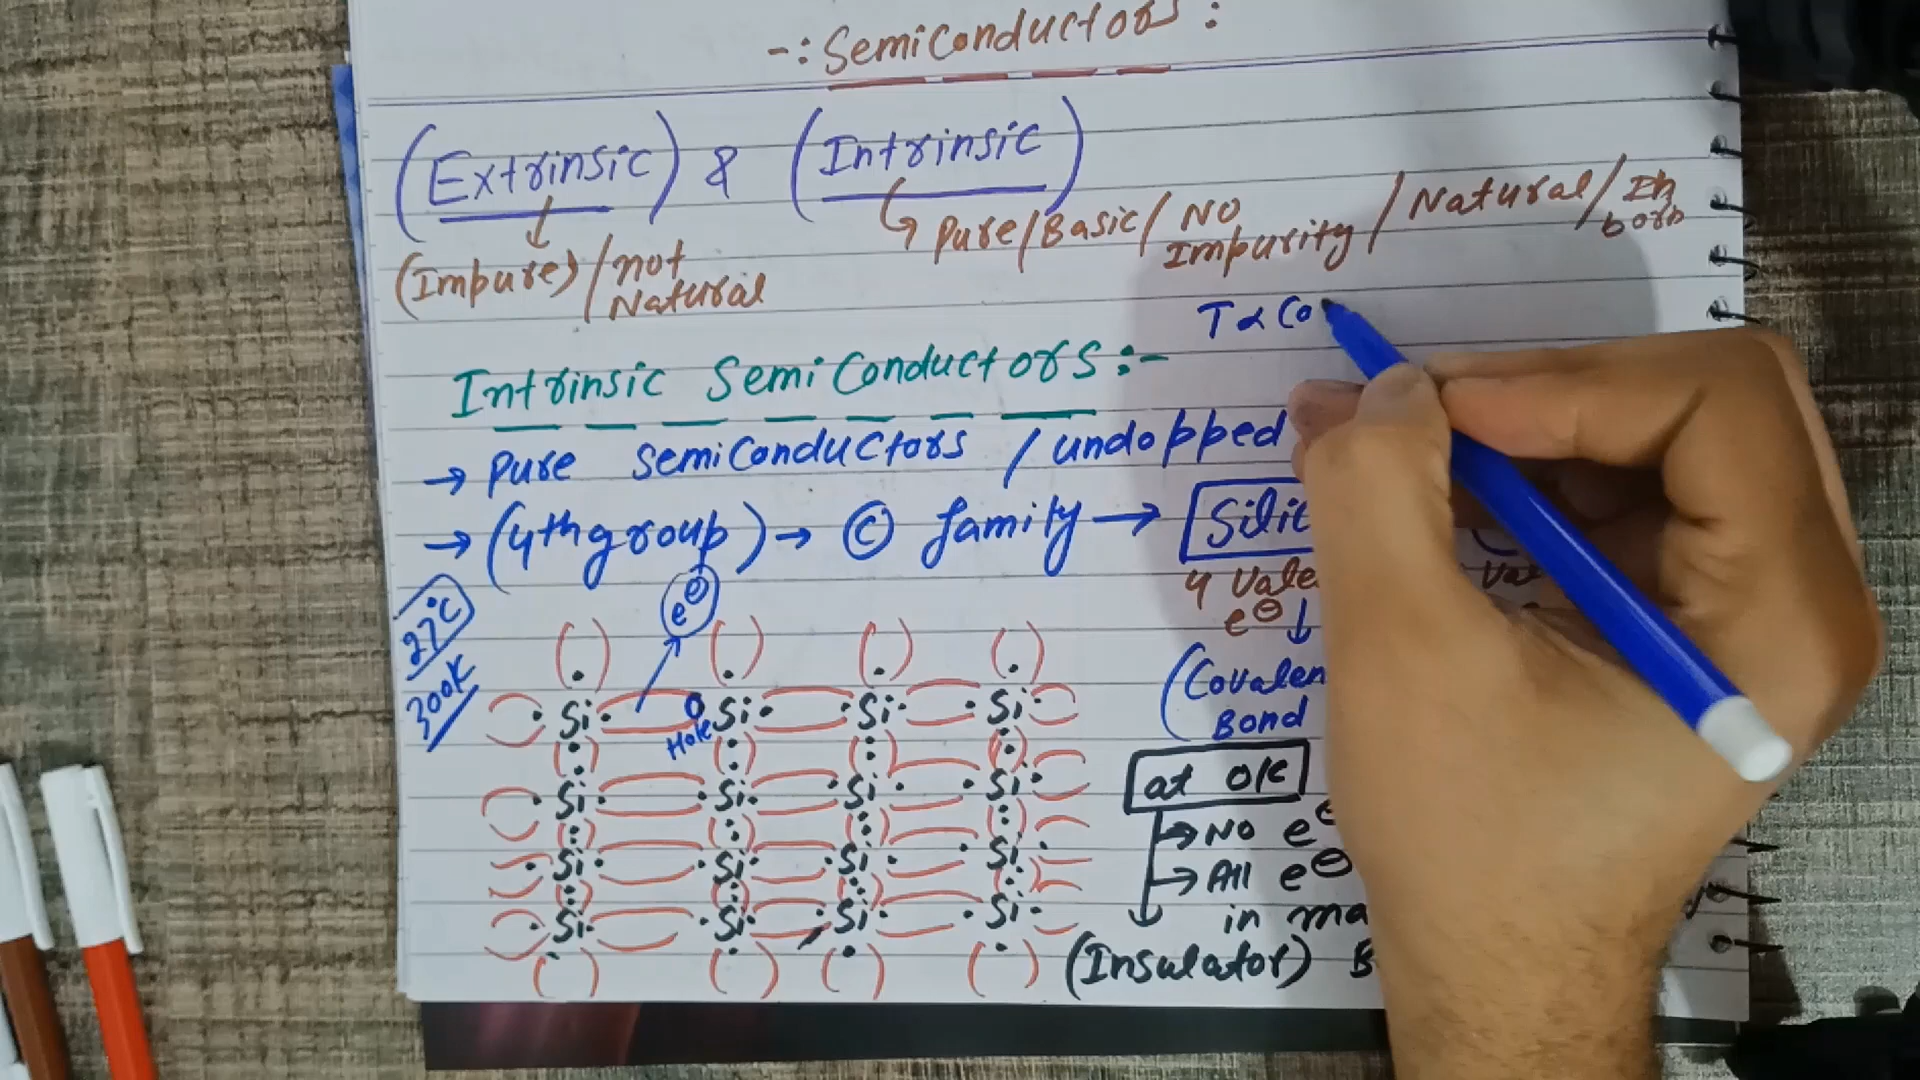 -: SemiConductors :
(Extrinsic) & (Intrinsic)
Pure/Basic/NO Impurity/Natural/In born
(Impure)/not Natural
T α Co
Intrinsic SemiConductors:-
→ Pure SemiConductors / undopped
→ (4th group) → © family → Silic
4 Vale
e⊖ ↓
(Covalen
Bond
27°C
300K
e⊖
Hole
Si Si Si Si
Si Si Si Si
Si Si Si Si
Si Si Si Si
at 0K
→ NO e
→ All e⊖
in ma
(Insulator) B